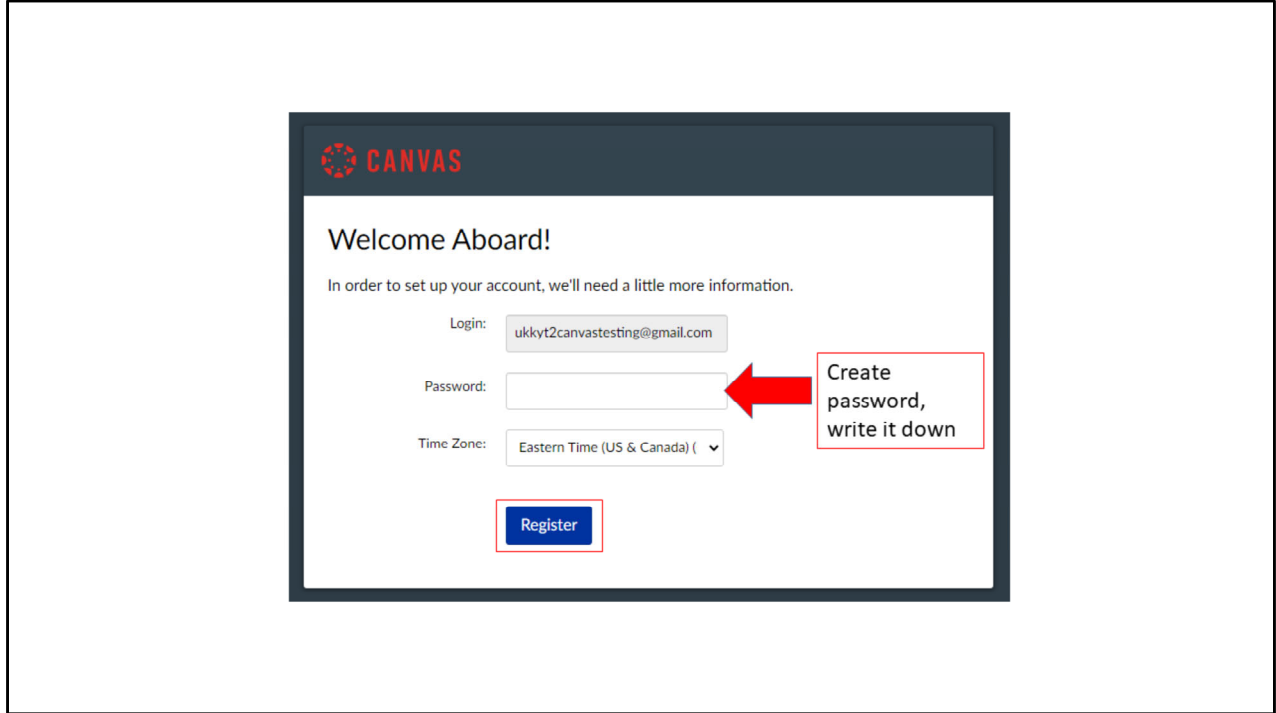 CANVAS
Welcome Aboard!
In order to set up your account, we'll need a little more information.
Login:
ukkyt2canvastesting@gmail.com
Password:
Create
password,
write it down
Time Zone:
Eastern Time (US & Canada) (
Register